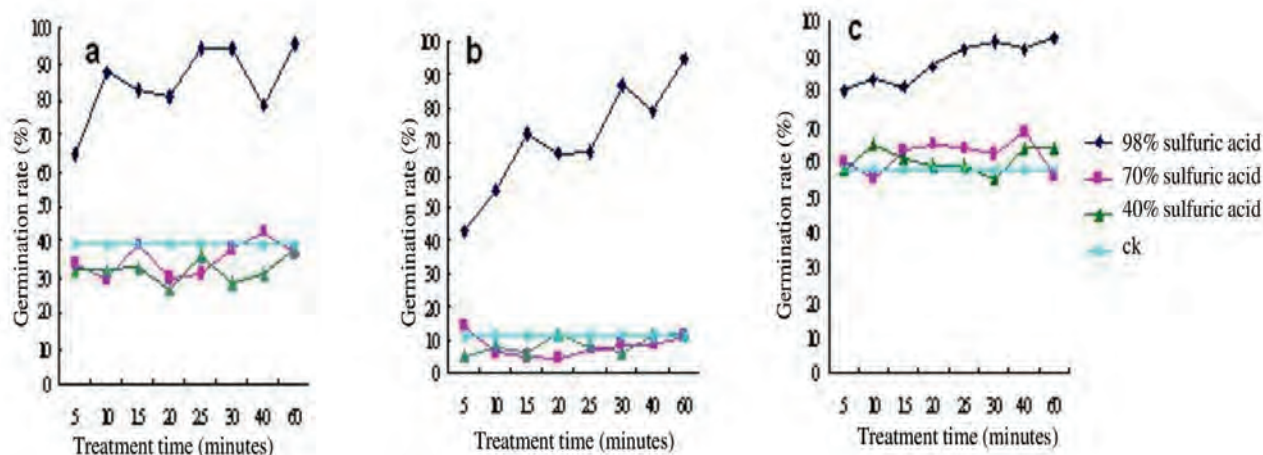 a
Germination rate (%)
100
90
80
70
60
50
40
30
20
10
0
5 10 15 20 25 30 40 60
Treatment time (minutes)
b
Germination rate (%)
100
90
80
70
60
50
40
30
20
10
0
5 10 15 20 25 30 40 60
Treatment time (minutes)
c
Germination rate (%)
100
90
80
70
60
50
40
30
20
10
0
5 10 15 20 25 30 40 60
Treatment time (minutes)
98% sulfuric acid
70% sulfuric acid
40% sulfuric acid
ck